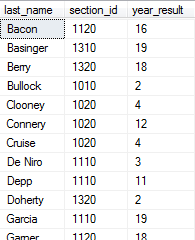 last_name section_id year_result
Bacon 1120 16
Basinger 1310 19
Berry 1320 18
Bullock 1010 2
Clooney 1020 4
Connery 1020 12
Cruise 1020 4
De Niro 1110 3
Depp 1110 11
Doherty 1320 2
Garcia 1110 19
Garner 1120 18